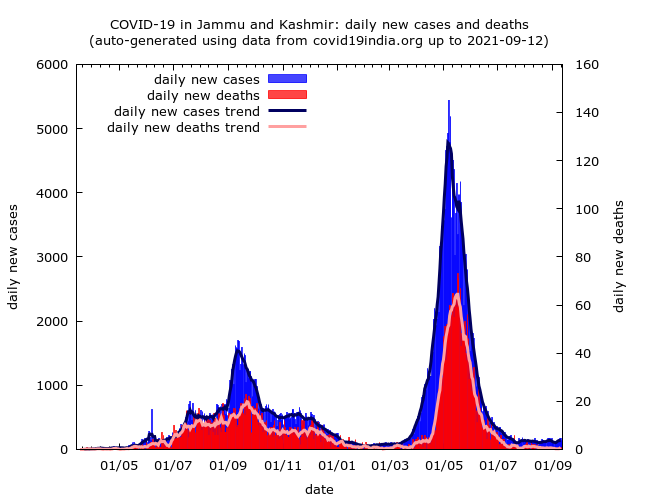 COVID-19 in Jammu and Kashmir: daily new cases and deaths
(auto-generated using data from covid19india.org up to 2021-09-12)
daily new cases
daily new deaths
daily new cases trend
daily new deaths trend
6000
5000
4000
3000
2000
1000
0
160
140
120
100
80
60
40
20
0
daily new cases
daily new deaths
01/05 01/07 01/09 01/11 01/01 01/03 01/05 01/07 01/09
date